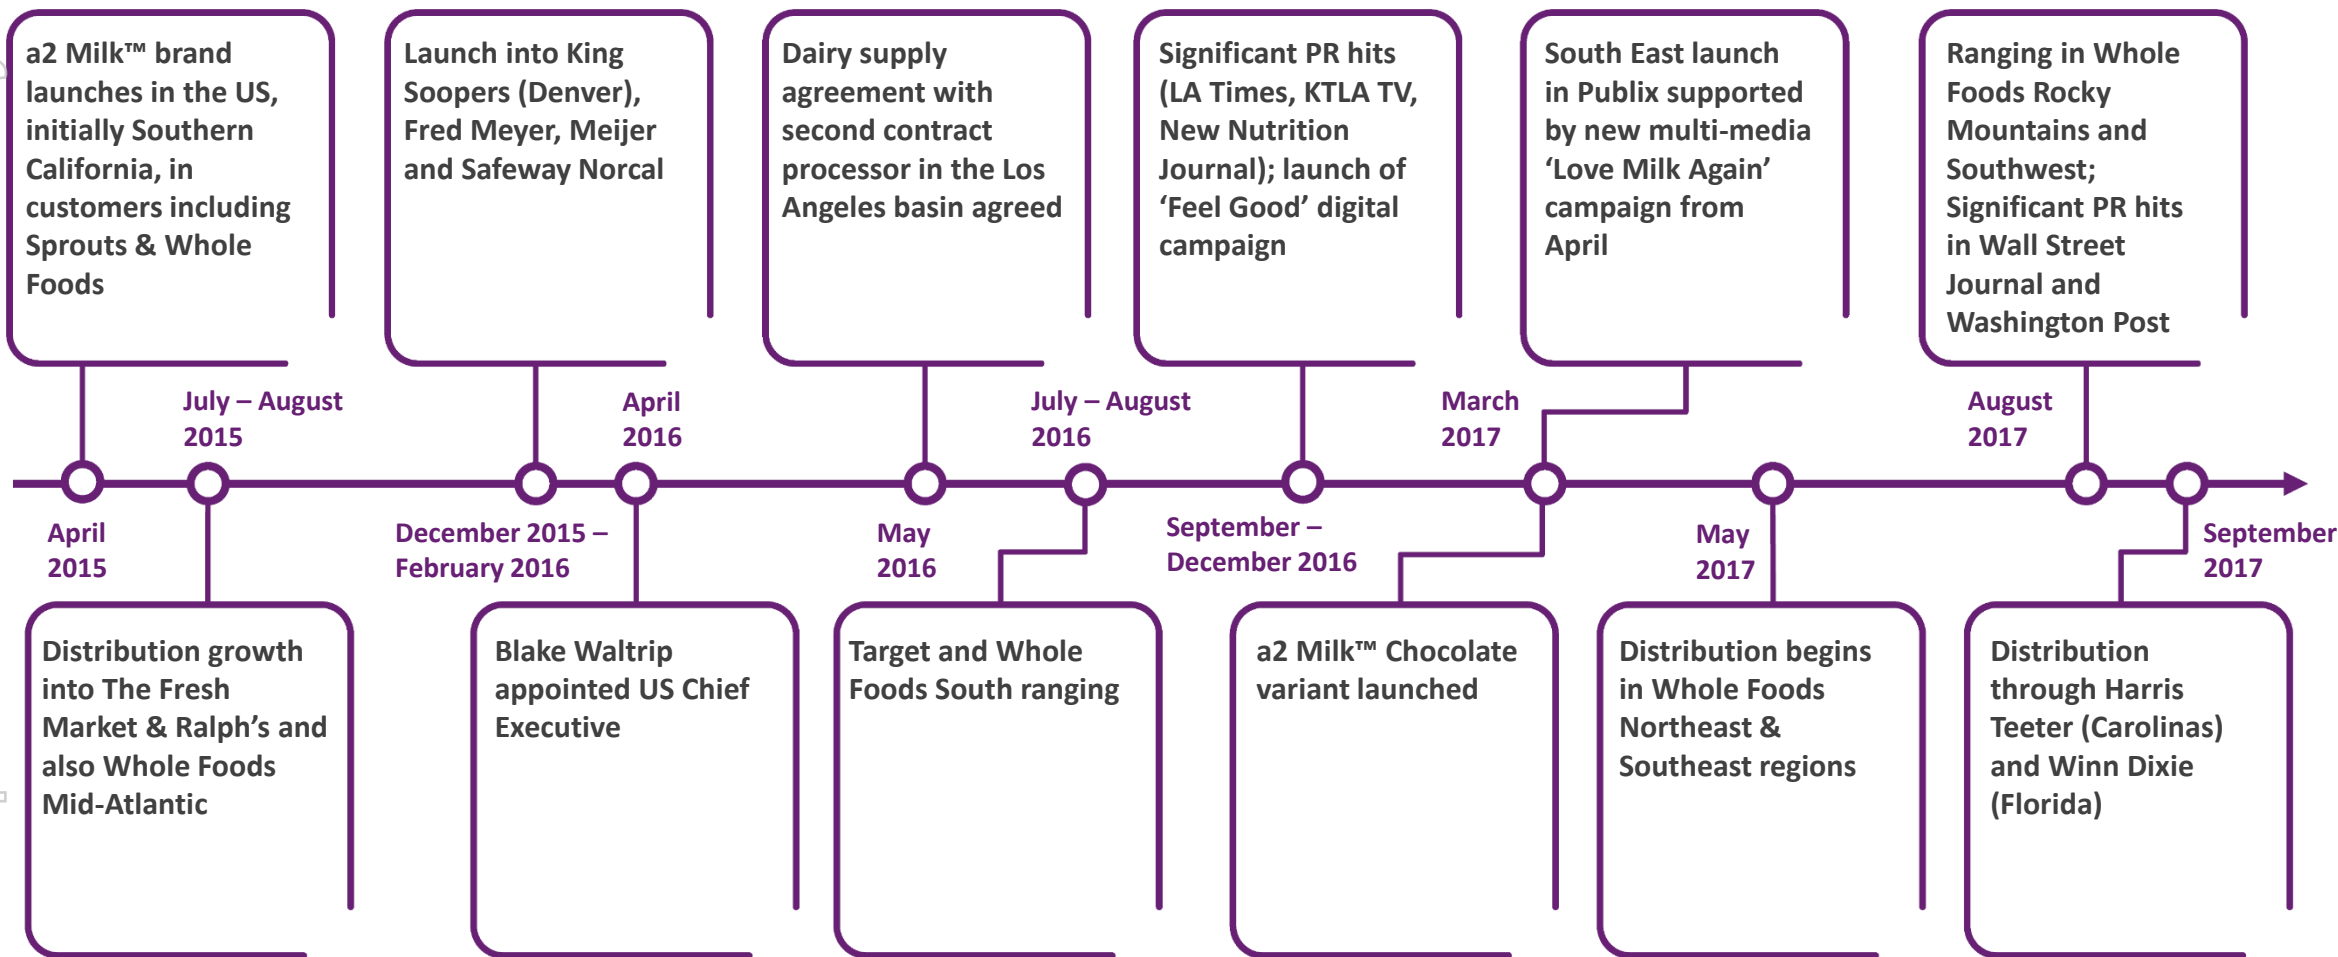 a2 Milk™ brand
launches in the US,
initially Southern
California, in
customers including
Sprouts & Whole
Foods
Launch into King
Soopers (Denver),
Fred Meyer, Meijer
and Safeway Norcal
Dairy supply
agreement with
second contract
processor in the Los
Angeles basin agreed
Significant PR hits
(LA Times, KTLA TV,
New Nutrition
Journal); launch of
‘Feel Good’ digital
campaign
South East launch
in Publix supported
by new multi-media
‘Love Milk Again’
campaign from
April
Ranging in Whole
Foods Rocky
Mountains and
Southwest;
Significant PR hits
in Wall Street
Journal and
Washington Post
July – August
2015
April
2016
July – August
2016
March
2017
August
2017
April
2015
December 2015 –
February 2016
May
2016
September –
December 2016
May
2017
September
2017
Distribution growth
into The Fresh
Market & Ralph’s and
also Whole Foods
Mid-Atlantic
Blake Waltrip
appointed US Chief
Executive
Target and Whole
Foods South ranging
a2 Milk™ Chocolate
variant launched
Distribution begins
in Whole Foods
Northeast &
Southeast regions
Distribution
through Harris
Teeter (Carolinas)
and Winn Dixie
(Florida)